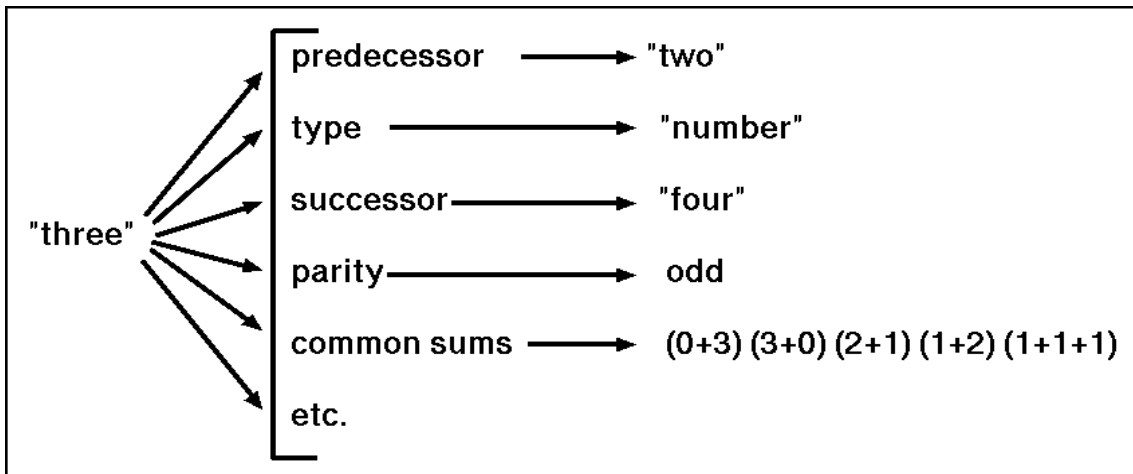 predecessor "two"
type "number"
successor "four"
"three"
parity odd
common sums (0+3) (3+0) (2+1) (1+2) (1+1+1)
etc.